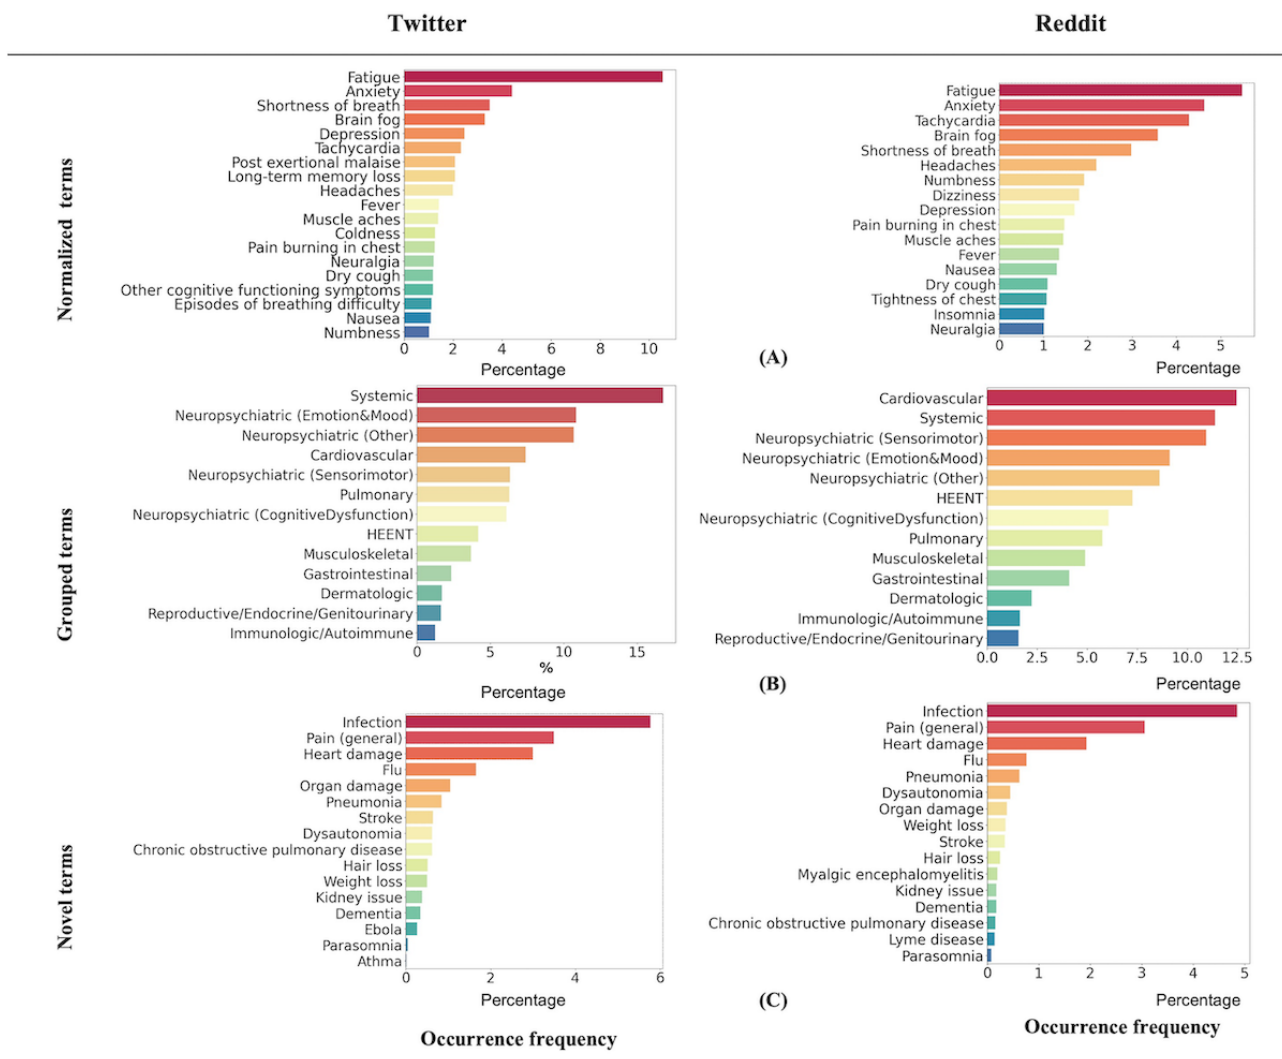 Twitter
Reddit
Normalized terms
Fatigue
Anxiety
Shortness of breath
Brain fog
Depression
Tachycardia
Post exertional malaise
Long-term memory loss
Headaches
Fever
Muscle aches
Coldness
Pain burning in chest
Neuralgia
Dry cough
Other cognitive functioning symptoms
Episodes of breathing difficulty
Nausea
Numbness
0 2 4 6 8 10
Percentage
Fatigue
Anxiety
Tachycardia
Brain fog
Shortness of breath
Headaches
Numbness
Dizziness
Depression
Pain burning in chest
Muscle aches
Fever
Nausea
Dry cough
Tightness of chest
Insomnia
Neuralgia
0 1 2 3 4 5
Percentage
(A)
Grouped terms
Systemic
Neuropsychiatric (Emotion&Mood)
Neuropsychiatric (Other)
Cardiovascular
Neuropsychiatric (Sensorimotor)
Pulmonary
Neuropsychiatric (CognitiveDysfunction)
HEENT
Musculoskeletal
Gastrointestinal
Dermatologic
Reproductive/Endocrine/Genitourinary
Immunologic/Autoimmune
0 5 10 15
%
Percentage
Cardiovascular
Systemic
Neuropsychiatric (Sensorimotor)
Neuropsychiatric (Emotion&Mood)
Neuropsychiatric (Other)
HEENT
Neuropsychiatric (CognitiveDysfunction)
Pulmonary
Musculoskeletal
Gastrointestinal
Dermatologic
Immunologic/Autoimmune
Reproductive/Endocrine/Genitourinary
0.0 2.5 5.0 7.5 10.0 12.5
Percentage
(B)
Novel terms
Infection
Pain (general)
Heart damage
Flu
Organ damage
Pneumonia
Stroke
Dysautonomia
Chronic obstructive pulmonary disease
Hair loss
Weight loss
Kidney issue
Dementia
Ebola
Parasomnia
Athma
0 2 4 6
Percentage
Infection
Pain (general)
Heart damage
Flu
Pneumonia
Dysautonomia
Organ damage
Weight loss
Stroke
Hair loss
Myalgic encephalomyelitis
Kidney issue
Dementia
Chronic obstructive pulmonary disease
Lyme disease
Parasomnia
0 1 2 3 4 5
Percentage
(C)
Occurrence frequency
Occurrence frequency